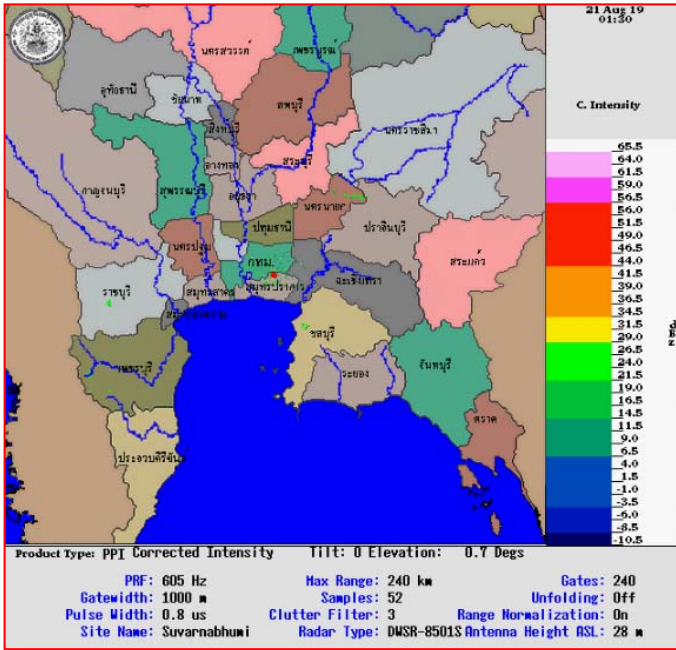 21 Aug 19
01:30
C. Intensity
นครสวรรค์
เพชรบูรณ์
อุทัยธานี
ชัยนาท
ลพบุรี
สิงหบุรี
นครราชสีมา
อ่างทอง
สระบุรี
กาญจนบุรี
สุพรรณบุรี
อยุธยา
นครนายก
ปทุมธานี
ปราจีนบุรี
นครปฐม
กทม.
สระแก้ว
ราชบุรี
สมุทรสาคร
สมุทรปราการ
ฉะเชิงเทรา
ชลบุรี
เพชรบุรี
ระยอง
จันทบุรี
ตราด
ประจวบคีรีขัน
65.5
64.0
61.5
59.0
56.5
56.0
51.5
49.0
46.5
44.0
41.5
39.0
36.5
34.0
31.5
29.0
26.5
24.0
21.5
19.0
16.5
14.5
11.5
9.0
6.5
4.0
-1.0
-3.5
-6.0
-8.5
-10.5
Product Type: PPI Corrected Intensity Tilt: 0 Elevation: 0.7 Degs
PRF: 605 Hz Max Range: 240 km Gates: 240
Gatewidth: 1000 m Samples: 52 Unfolding: Off
Pulse Width: 0.8 us Clutter Filter: 3 Range Normalization: On
Site Name: Suvarnabhumi Radar Type: DWSR-8501S Antenna Height ASL: 28 m